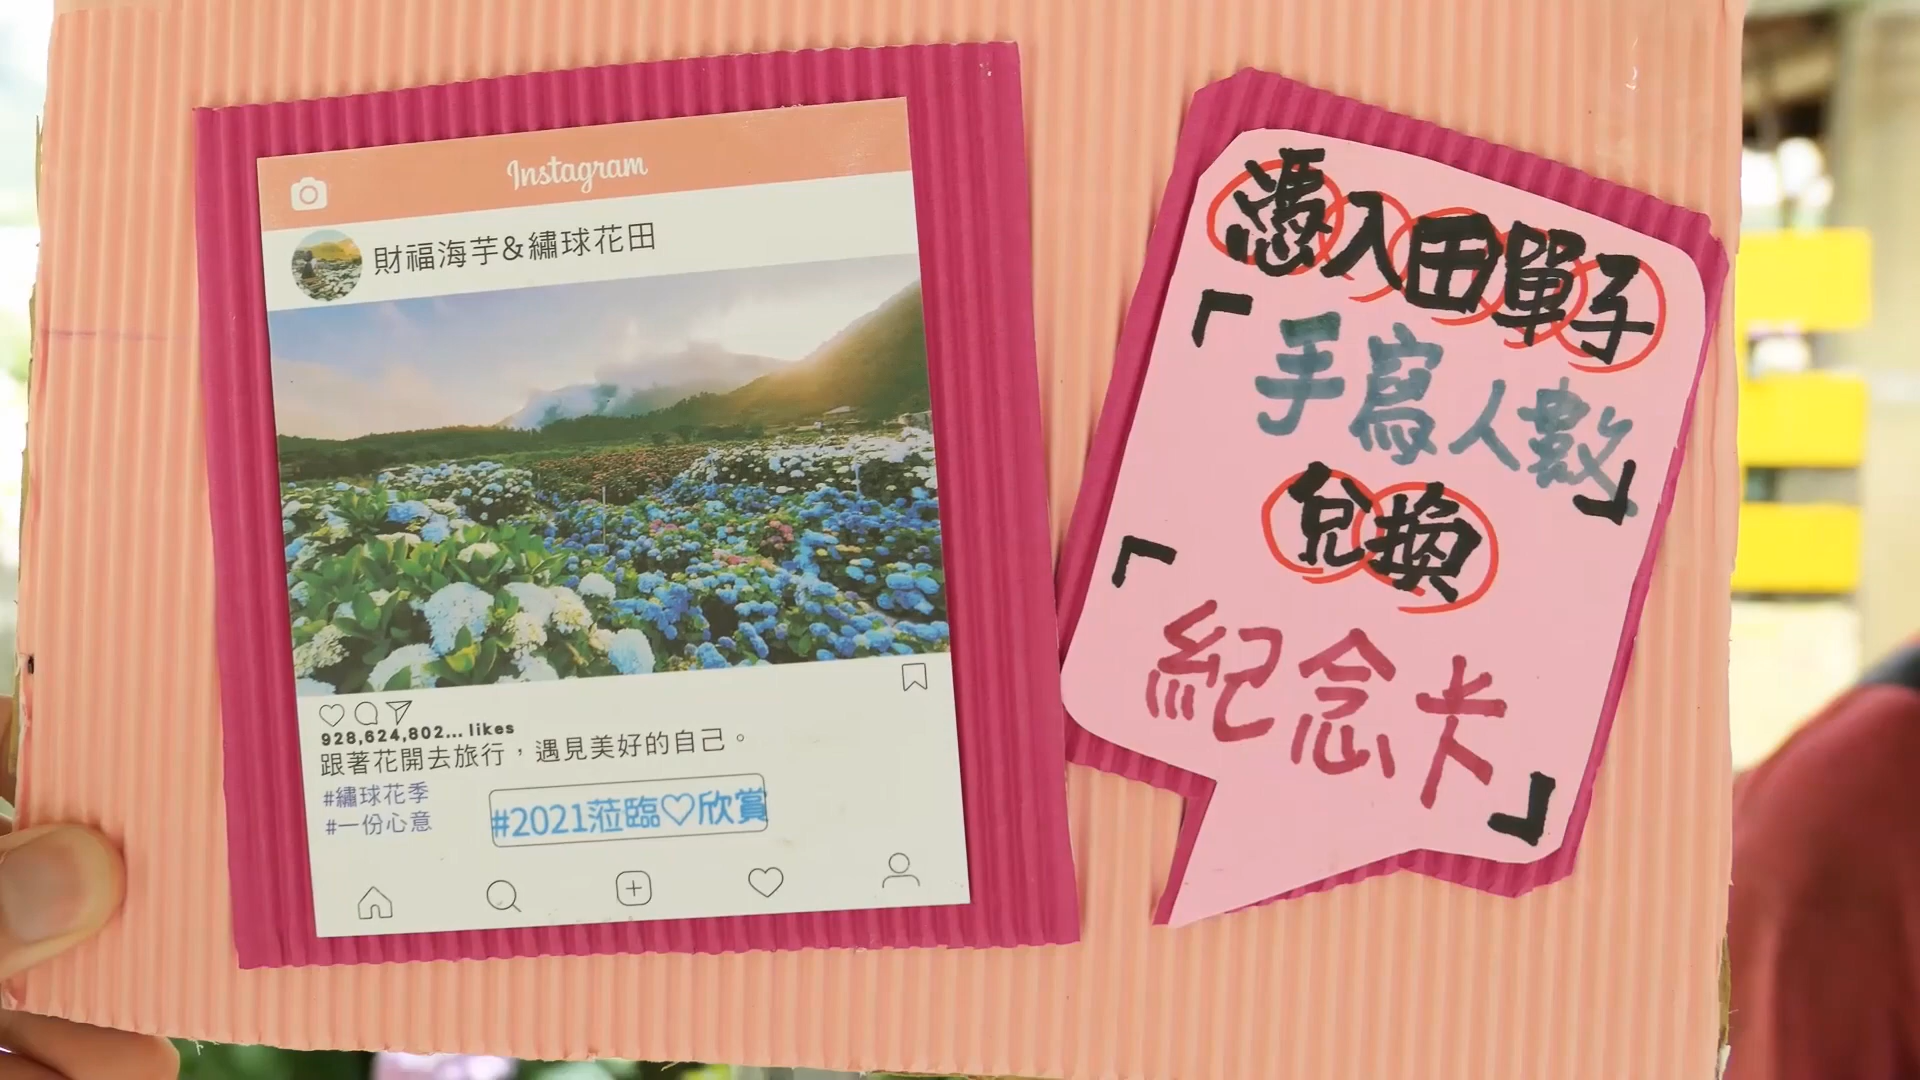 Instagram
財福海芋&繡球花田
928,624,802... likes
跟著花開去旅行，遇見美好的自己。
#繡球花季
#一份心意
#2021蒞臨♡欣賞
憑入田單子
「手寫人數」
兌換
「紀念卡」